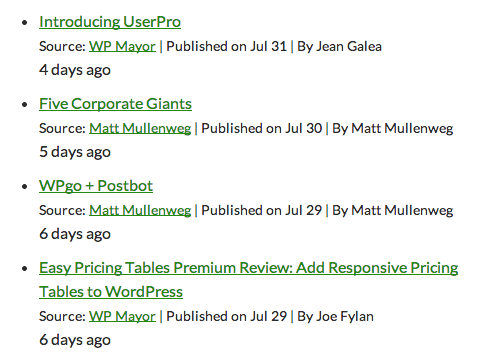 Introducing UserPro
Source: WP Mayor | Published on Jul 31 | By Jean Galea
4 days ago
Five Corporate Giants
Source: Matt Mullenweg | Published on Jul 30 | By Matt Mullenweg
5 days ago
WPgo + Postbot
Source: Matt Mullenweg | Published on Jul 29 | By Matt Mullenweg
6 days ago
Easy Pricing Tables Premium Review: Add Responsive Pricing
Tables to WordPress
Source: WP Mayor | Published on Jul 29 | By Joe Fylan
6 days ago